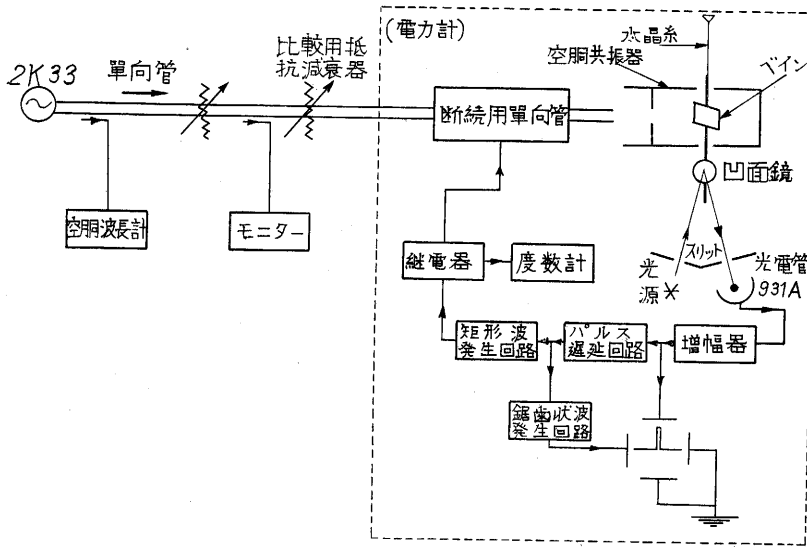 (電力計)
水晶糸
空胴共振器
ベイン
2K33
單向管
比較用抵
抗減衰器
断続用單向管
凹面鏡
空胴波長計
モニター
継電器
度数計
スリット
光源
光電管
931A
矩形波
発生回路
パルス
遅延回路
増幅器
鋸歯状波
発生回路